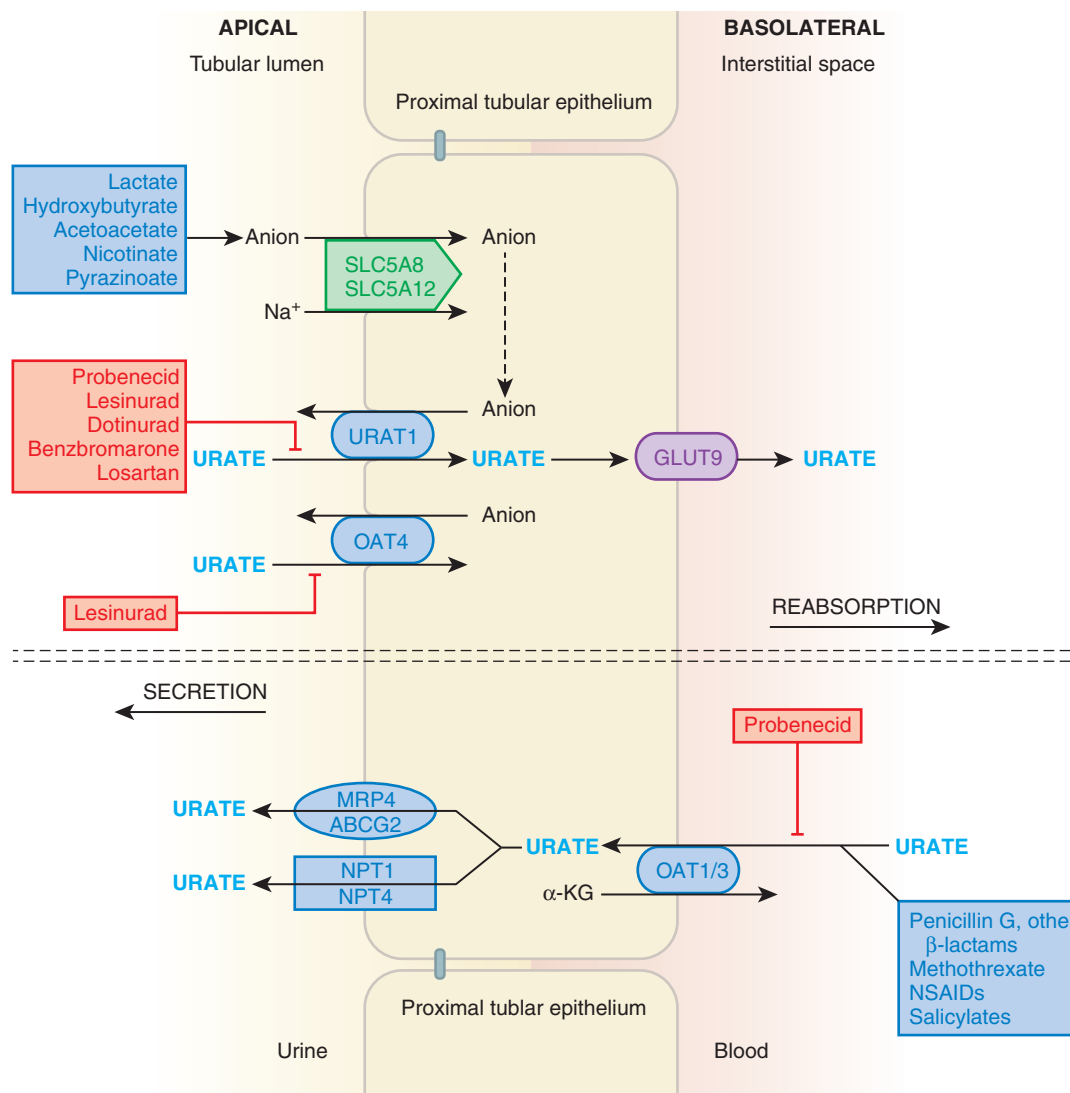 APICAL
Tubular lumen
BASOLATERAL
Interstitial space
Proximal tubular epithelium
Lactate
Hydroxybutyrate
Acetoacetate
Nicotinate
Pyrazinoate
Anion
Anion
SLC5A8
SLC5A12
Na+
Probenecid
Lesinurad
Dotinurad
Benzbromarone
Losartan
Anion
URAT1
URATE
URATE
GLUT9
URATE
Anion
OAT4
URATE
Lesinurad
REABSORPTION
SECRETION
Probenecid
URATE
MRP4
ABCG2
URATE
OAT1/3
URATE
URATE
NPT1
NPT4
α-KG
Penicillin G, othe
β-lactams
Methothrexate
NSAIDs
Salicylates
Proximal tublar epithelium
Urine
Blood